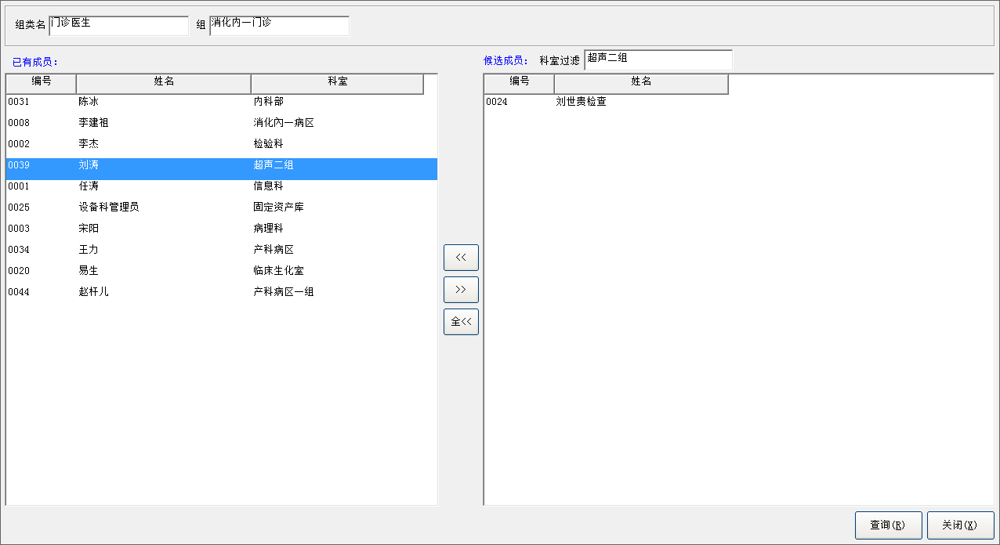 组类名 门诊医生 组 消化内一门诊
已有成员： 候选成员： 科室过滤 超声二组
编号 姓名 科室 编号 姓名
0031 陈冰 内科部 0024 刘世贵检查
0008 李建祖 消化内一病区
0002 李杰 检验科
0039 刘涛 超声二组
0001 任涛 信息科
0025 设备科管理员 固定资产库
0003 宋阳 病理科
0034 王力 产科病区
0020 易生 临床生化室
0044 赵杆儿 产科病区一组
<<
>>
全<<
查询(R) 关闭(X)